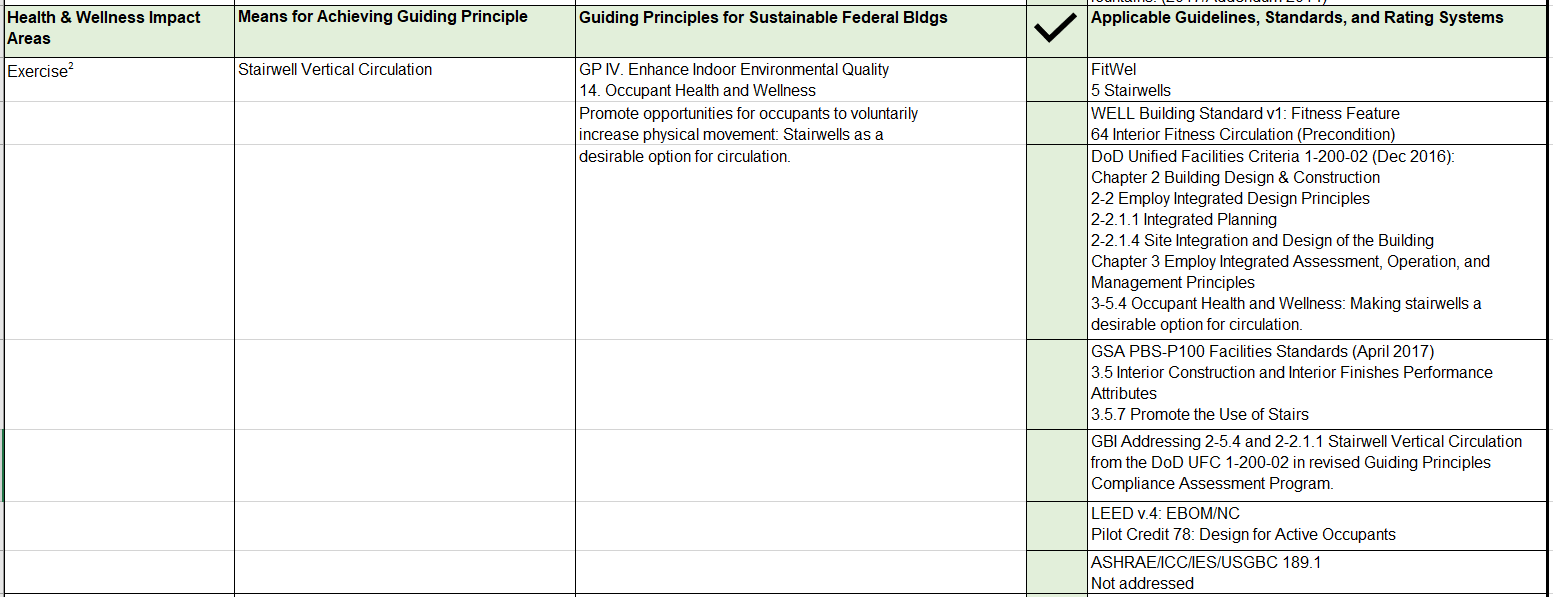 Health & Wellness Impact
Areas
Means for Achieving Guiding Principle
Guiding Principles for Sustainable Federal Bldgs
Applicable Guidelines, Standards, and Rating Systems
Exercise2
Stairwell Vertical Circulation
GP IV. Enhance Indoor Environmental Quality
14. Occupant Health and Wellness
FitWel
5 Stairwells
Promote opportunities for occupants to voluntarily
increase physical movement: Stairwells as a
desirable option for circulation.
WELL Building Standard v1: Fitness Feature
64 Interior Fitness Circulation (Precondition)
DoD Unified Facilities Criteria 1-200-02 (Dec 2016):
Chapter 2 Building Design & Construction
2-2 Employ Integrated Design Principles
2-2.1.1 Integrated Planning
2-2.1.4 Site Integration and Design of the Building
Chapter 3 Employ Integrated Assessment, Operation, and
Management Principles
3-5.4 Occupant Health and Wellness: Making stairwells a
desirable option for circulation.
GSA PBS-P100 Facilities Standards (April 2017)
3.5 Interior Construction and Interior Finishes Performance
Attributes
3.5.7 Promote the Use of Stairs
GBI Addressing 2-5.4 and 2-2.1.1 Stairwell Vertical Circulation
from the DoD UFC 1-200-02 in revised Guiding Principles
Compliance Assessment Program.
LEED v.4: EBOM/NC
Pilot Credit 78: Design for Active Occupants
ASHRAE/ICC/IES/USGBC 189.1
Not addressed